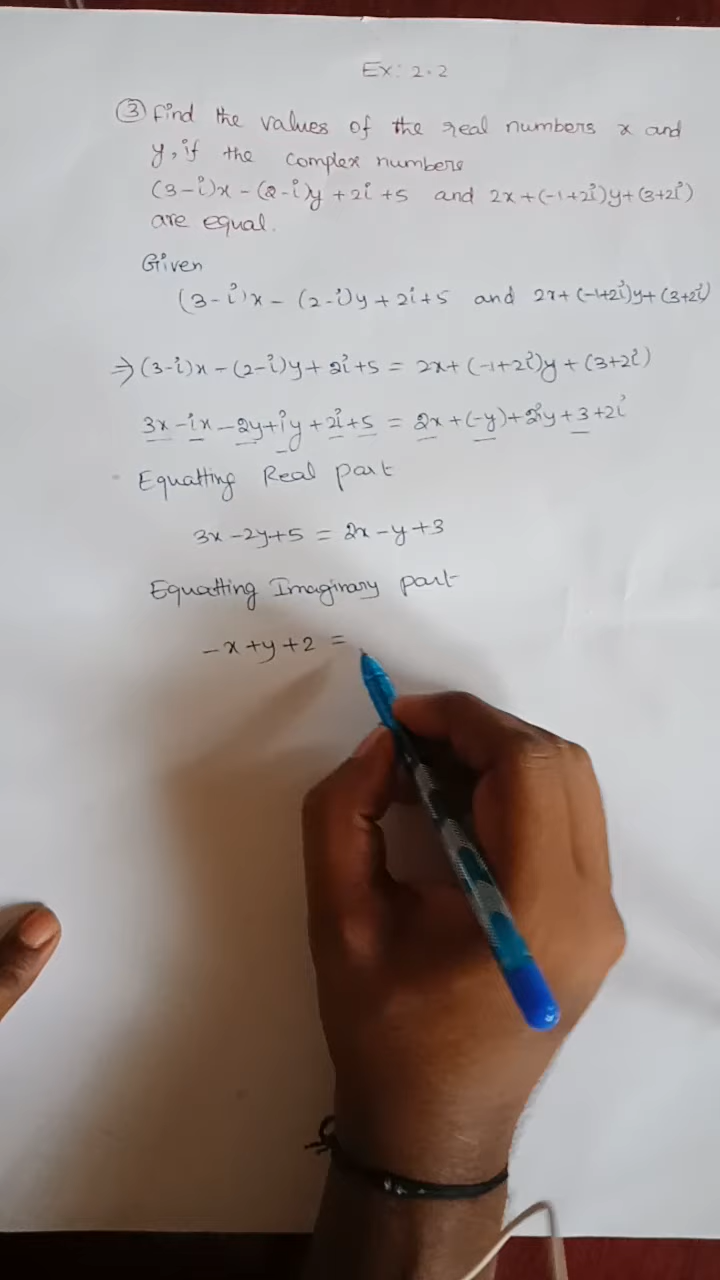 Ex: 2.2
③ Find the values of the real numbers x and
y, if the complex numbers
(3-i)x - (2-i)y + 2i + 5 and 2x + (-1+2i)y + (3+2i)
are equal.
Given
(3-i)x - (2-i)y + 2i + 5 and 2x + (-1+2i)y + (3+2i)
⇒ (3-i)x - (2-i)y + 2i + 5 = 2x + (-1+2i)y + (3+2i)
3x - ix - 2y + iy + 2i + 5 = 2x + (-y) + 2iy + 3 + 2i
Equatting Real part
3x - 2y + 5 = 2x - y + 3
Equatting Imaginary part
-x + y + 2 =